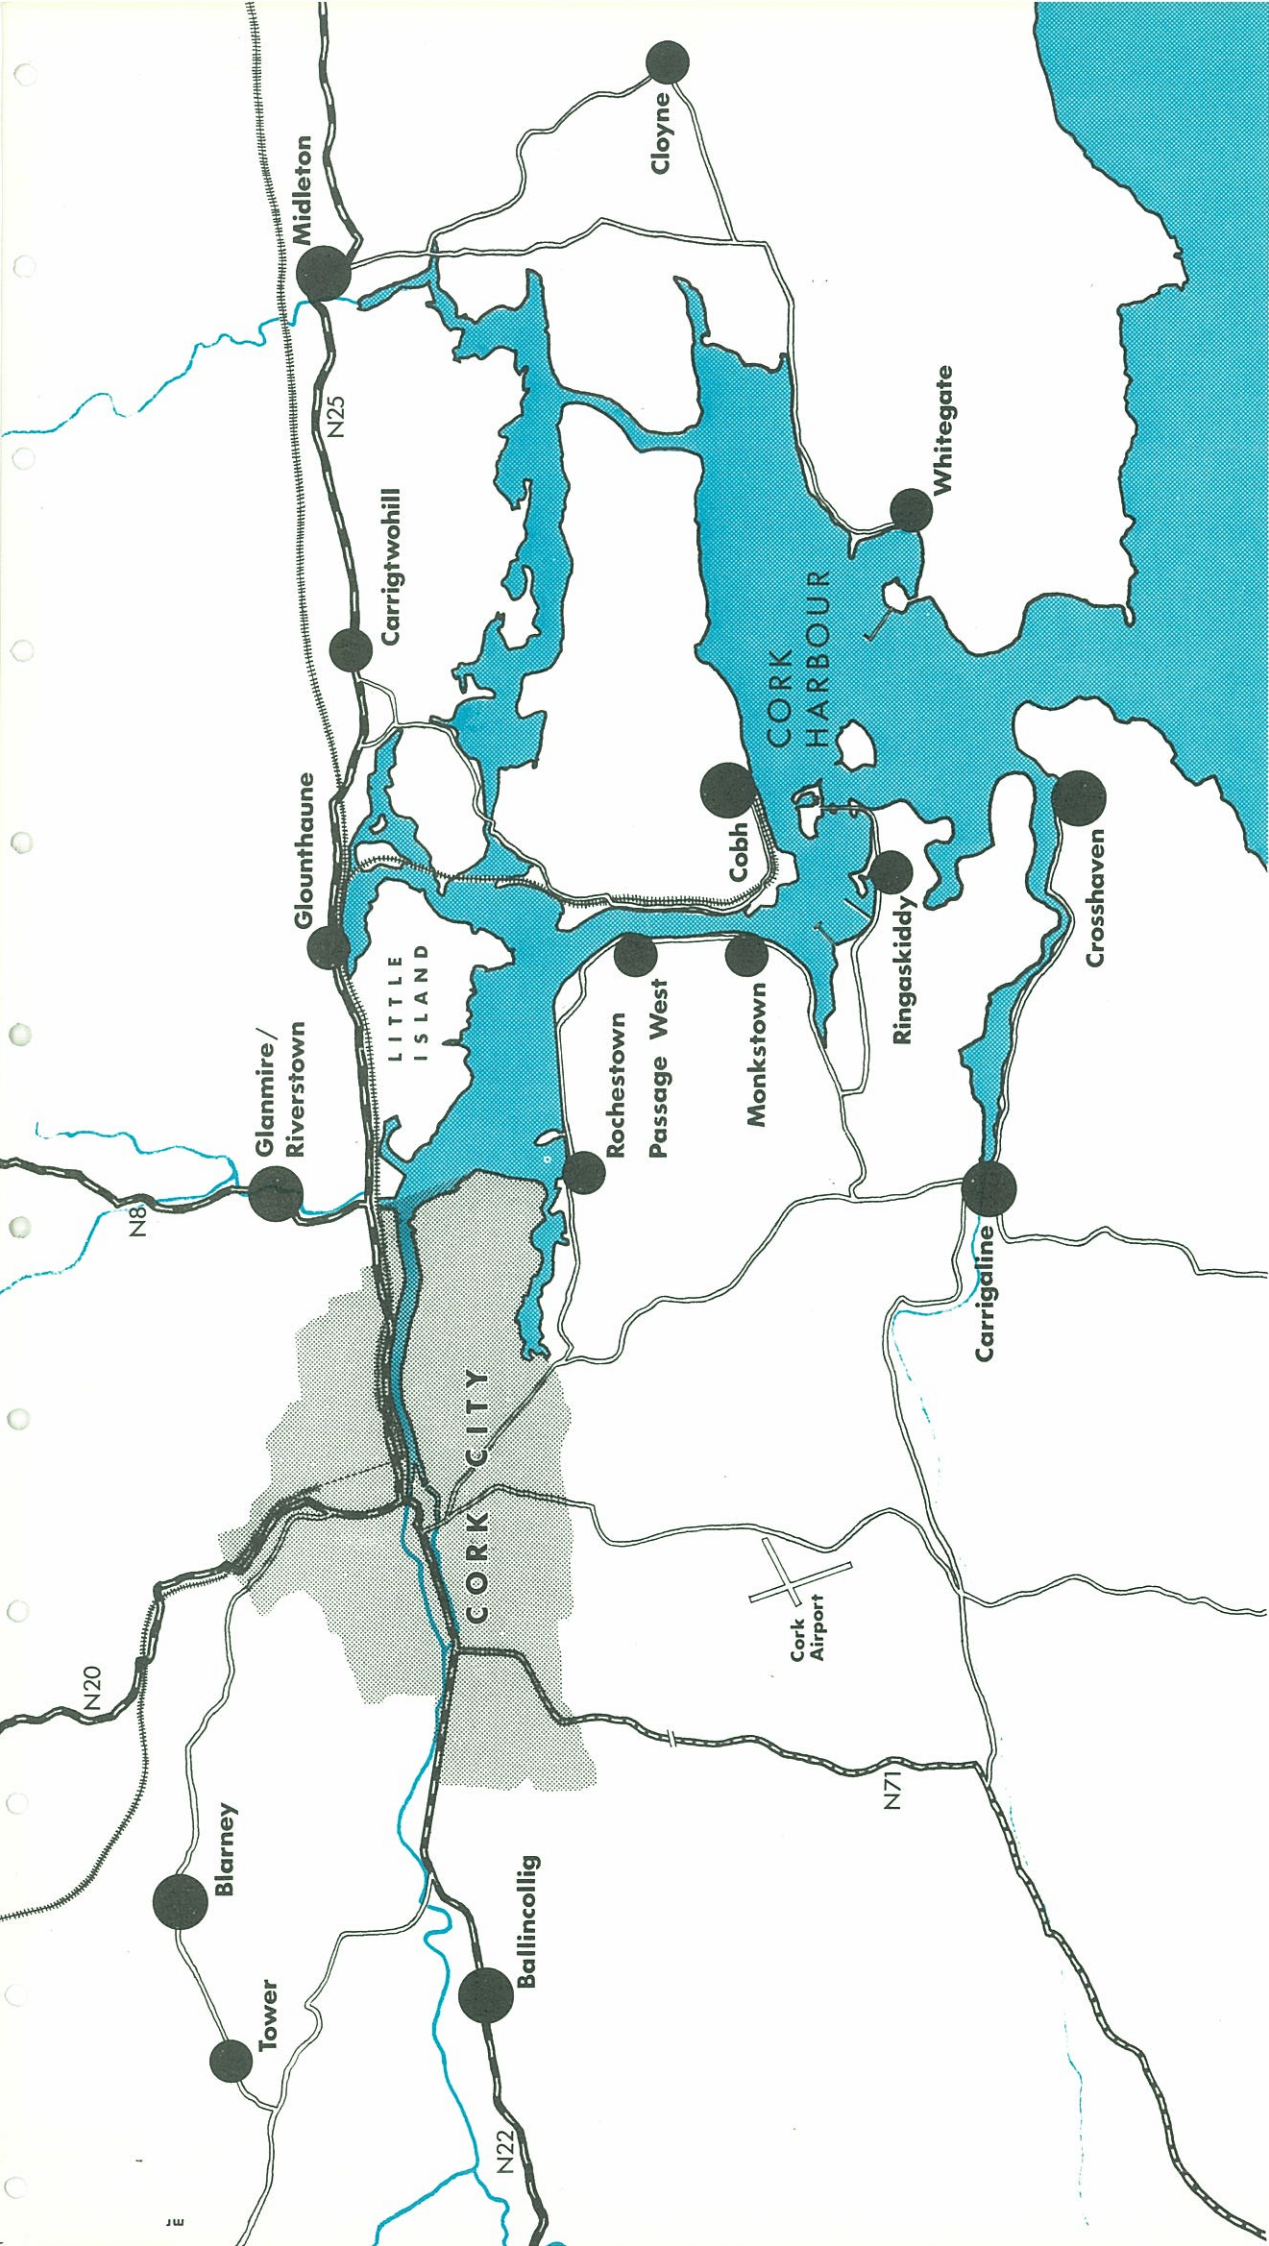 N20
N8
Blarney
Tower
Glanmire/
Riverstown
Glounthaune
Midleton
N25
Carrigtwohill
LITTLE
ISLAND
CORK CITY
Ballincollig
N22
Rochestown
Passage West
Monkstown
Cobh
Cloyne
CORK
HARBOUR
Whitegate
Cork
Airport
Ringaskiddy
N71
Carrigaline
Crosshaven
JE